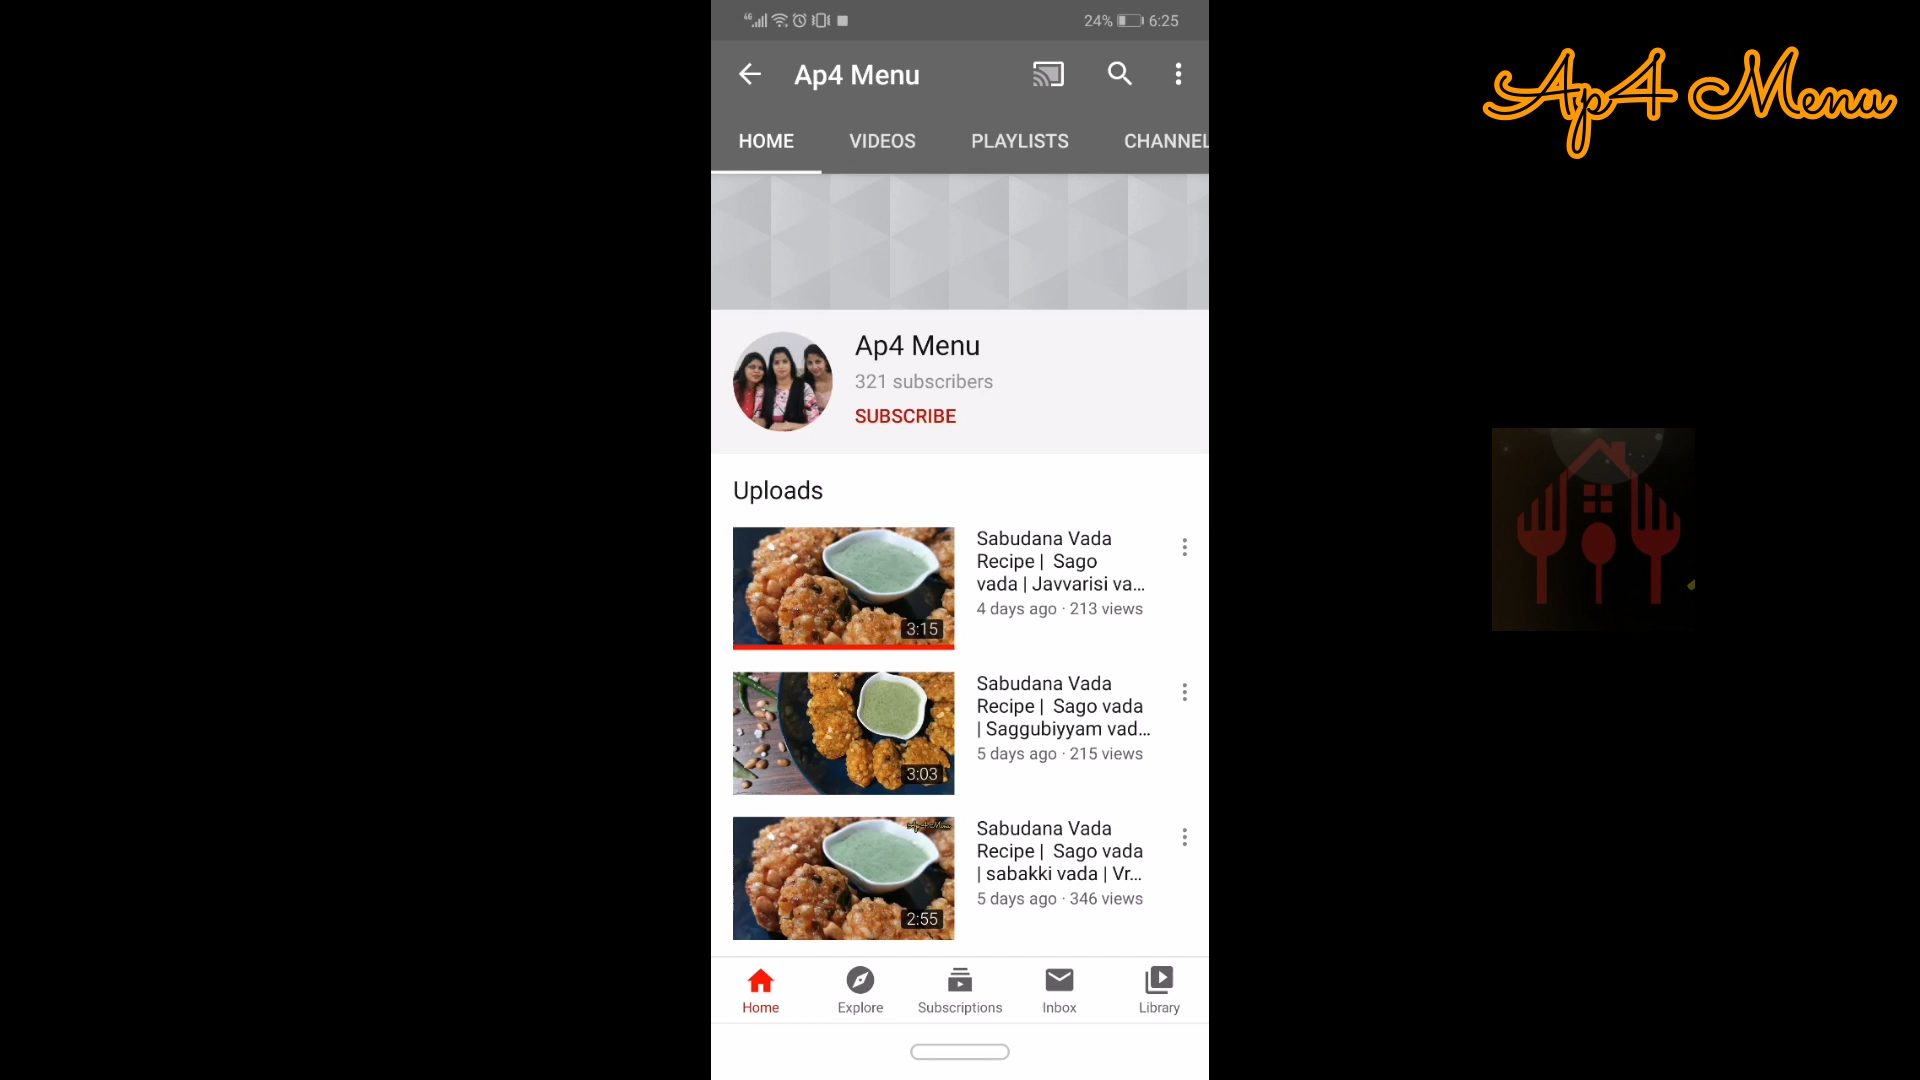 4G
24% 6:25
Ap4 Menu
Ap4 Menu
HOME VIDEOS PLAYLISTS CHANNEL
Ap4 Menu
321 subscribers
SUBSCRIBE
Uploads
Sabudana Vada
Recipe | Sago
vada | Javvarisi va...
4 days ago · 213 views
3:15
Sabudana Vada
Recipe | Sago vada
| Saggubiyyam vad...
5 days ago · 215 views
3:03
Ap4 Menu
Sabudana Vada
Recipe | Sago vada
| sabakki vada | Vr...
5 days ago · 346 views
2:55
Home Explore Subscriptions Inbox Library